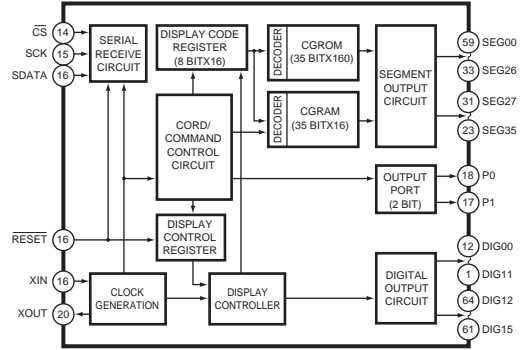 CS
14
SCK
15
SDATA
16
SERIAL
RECEIVE
CIRCUIT
DISPLAY CODE
REGISTER
(8 BITX16)
DECODER
CGROM
(35 BITX160)
DECODER
CGRAM
(35 BITX16)
SEGMENT
OUTPUT
CIRCUIT
59
SEG00
33
SEG26
31
SEG27
23
SEG35
CORD/
COMMAND
CONTROL
CIRCUIT
OUTPUT
PORT
(2 BIT)
18
P0
17
P1
RESET
16
DISPLAY
CONTROL
REGISTER
XIN
16
XOUT
20
CLOCK
GENERATION
DISPLAY
CONTROLLER
DIGITAL
OUTPUT
CIRCUIT
12
DIG00
1
DIG11
64
DIG12
61
DIG15